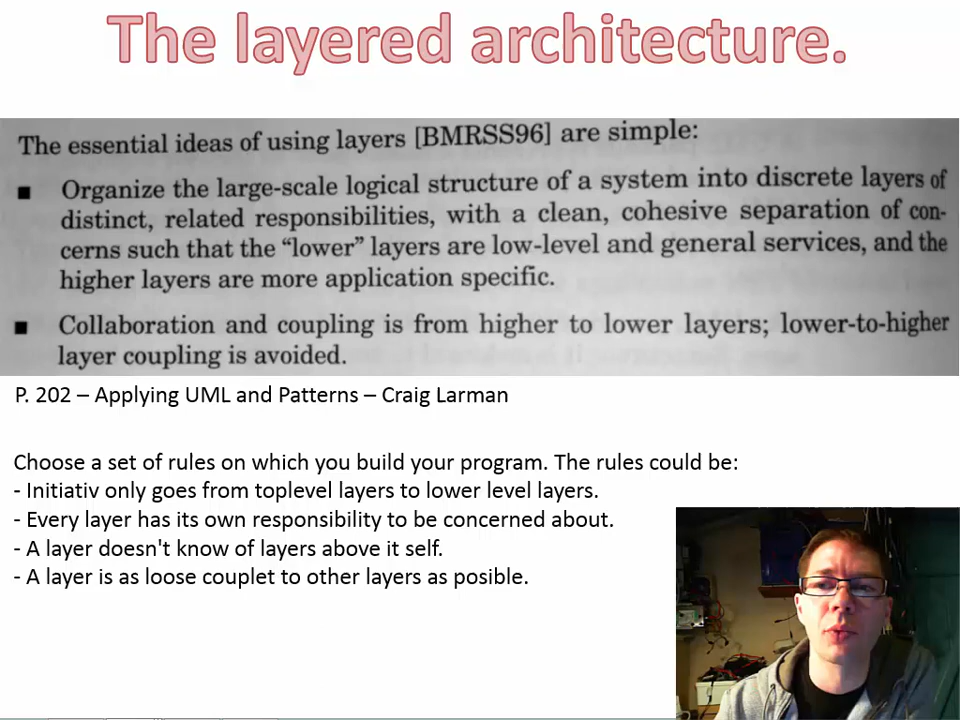 The layered architecture.
The essential ideas of using layers [BMRSS96] are simple:
■ Organize the large-scale logical structure of a system into discrete layers of
distinct, related responsibilities, with a clean, cohesive separation of con-
cerns such that the “lower” layers are low-level and general services, and the
higher layers are more application specific.
■ Collaboration and coupling is from higher to lower layers; lower-to-higher
layer coupling is avoided.
P. 202 – Applying UML and Patterns – Craig Larman
Choose a set of rules on which you build your program. The rules could be:
- Initiativ only goes from toplevel layers to lower level layers.
- Every layer has its own responsibility to be concerned about.
- A layer doesn't know of layers above it self.
- A layer is as loose couplet to other layers as posible.